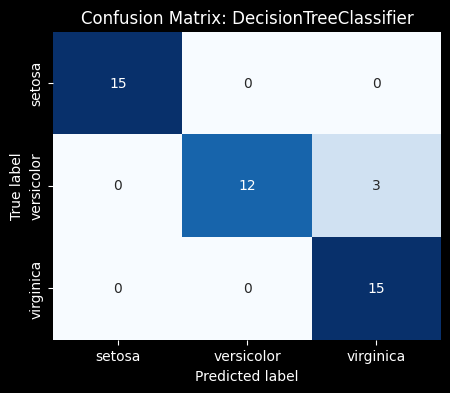 Confusion Matrix: DecisionTreeClassifier
True label
setosa
15 0 0
versicolor
0 12 3
virginica
0 0 15
setosa versicolor virginica
Predicted label